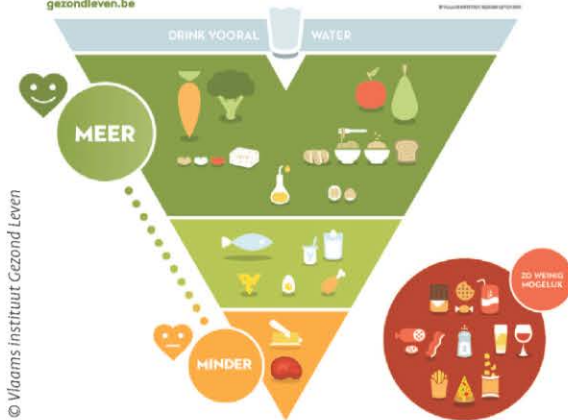 gezondleven.be
DRINK VOORAL WATER
MEER
ZO WEINIG
MOGELIJK
MINDER
© Vlaams Instituut Gezond Leven